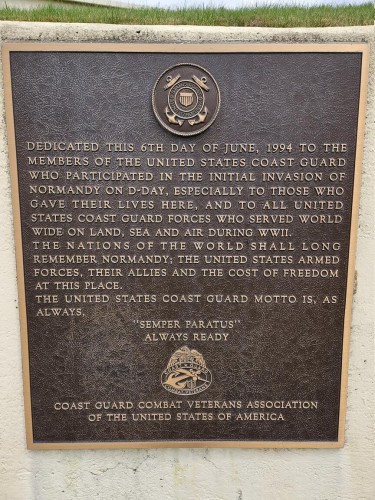 DEDICATED THIS 6TH DAY OF JUNE, 1994 TO THE
MEMBERS OF THE UNITED STATES COAST GUARD
WHO PARTICIPATED IN THE INITIAL INVASION OF
NORMANDY ON D-DAY, ESPECIALLY TO THOSE WHO
GAVE THEIR LIVES HERE, AND TO ALL UNITED
STATES COAST GUARD FORCES WHO SERVED WORLD
WIDE ON LAND, SEA AND AIR DURING WWII.
THE NATIONS OF THE WORLD SHALL LONG
REMEMBER NORMANDY; THE UNITED STATES ARMED
FORCES, THEIR ALLIES AND THE COST OF FREEDOM
AT THIS PLACE.
THE UNITED STATES COAST GUARD MOTTO IS, AS
ALWAYS,
"SEMPER PARATUS"
ALWAYS READY
COAST GUARD COMBAT VETERANS ASSOCIATION
OF THE UNITED STATES OF AMERICA